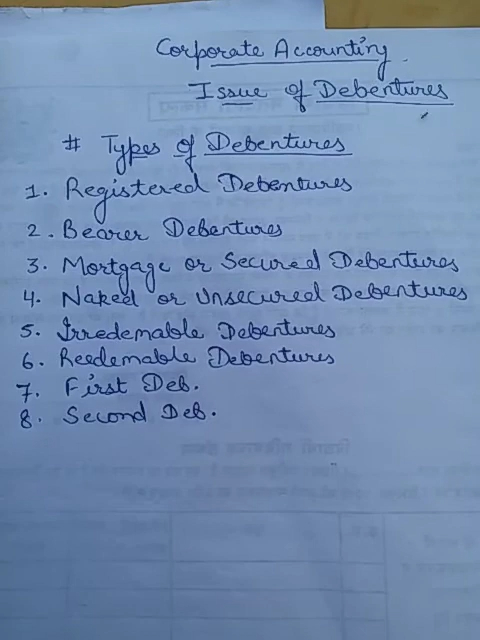 Corporate Accounting
Issue of Debentures
# Types of Debentures
1. Registered Debentures
2. Bearer Debentures
3. Mortgage or Secured Debentures
4. Naked or Unsecured Debentures
5. Irredemable Debentures
6. Reedemable Debentures
7. First Deb.
8. Second Deb.